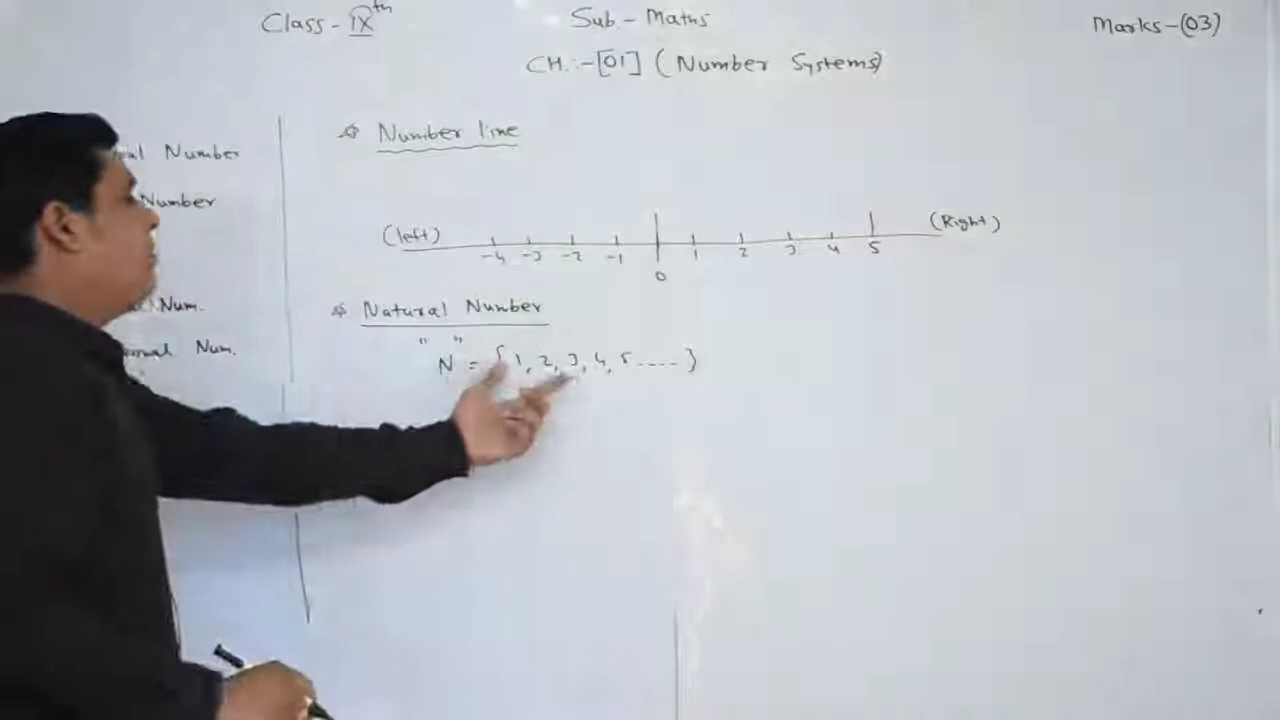 Class - IXth Sub - Maths Marks - (03)
CH. :- [01] (Number Systems)
Number
Number
Num.
Num.
Number line
(left) (Right)
-4 -3 -2 -1 0 1 2 3 4 5
Natural Number
" "
N = {1, 2, 3, 4, 5 ---- }